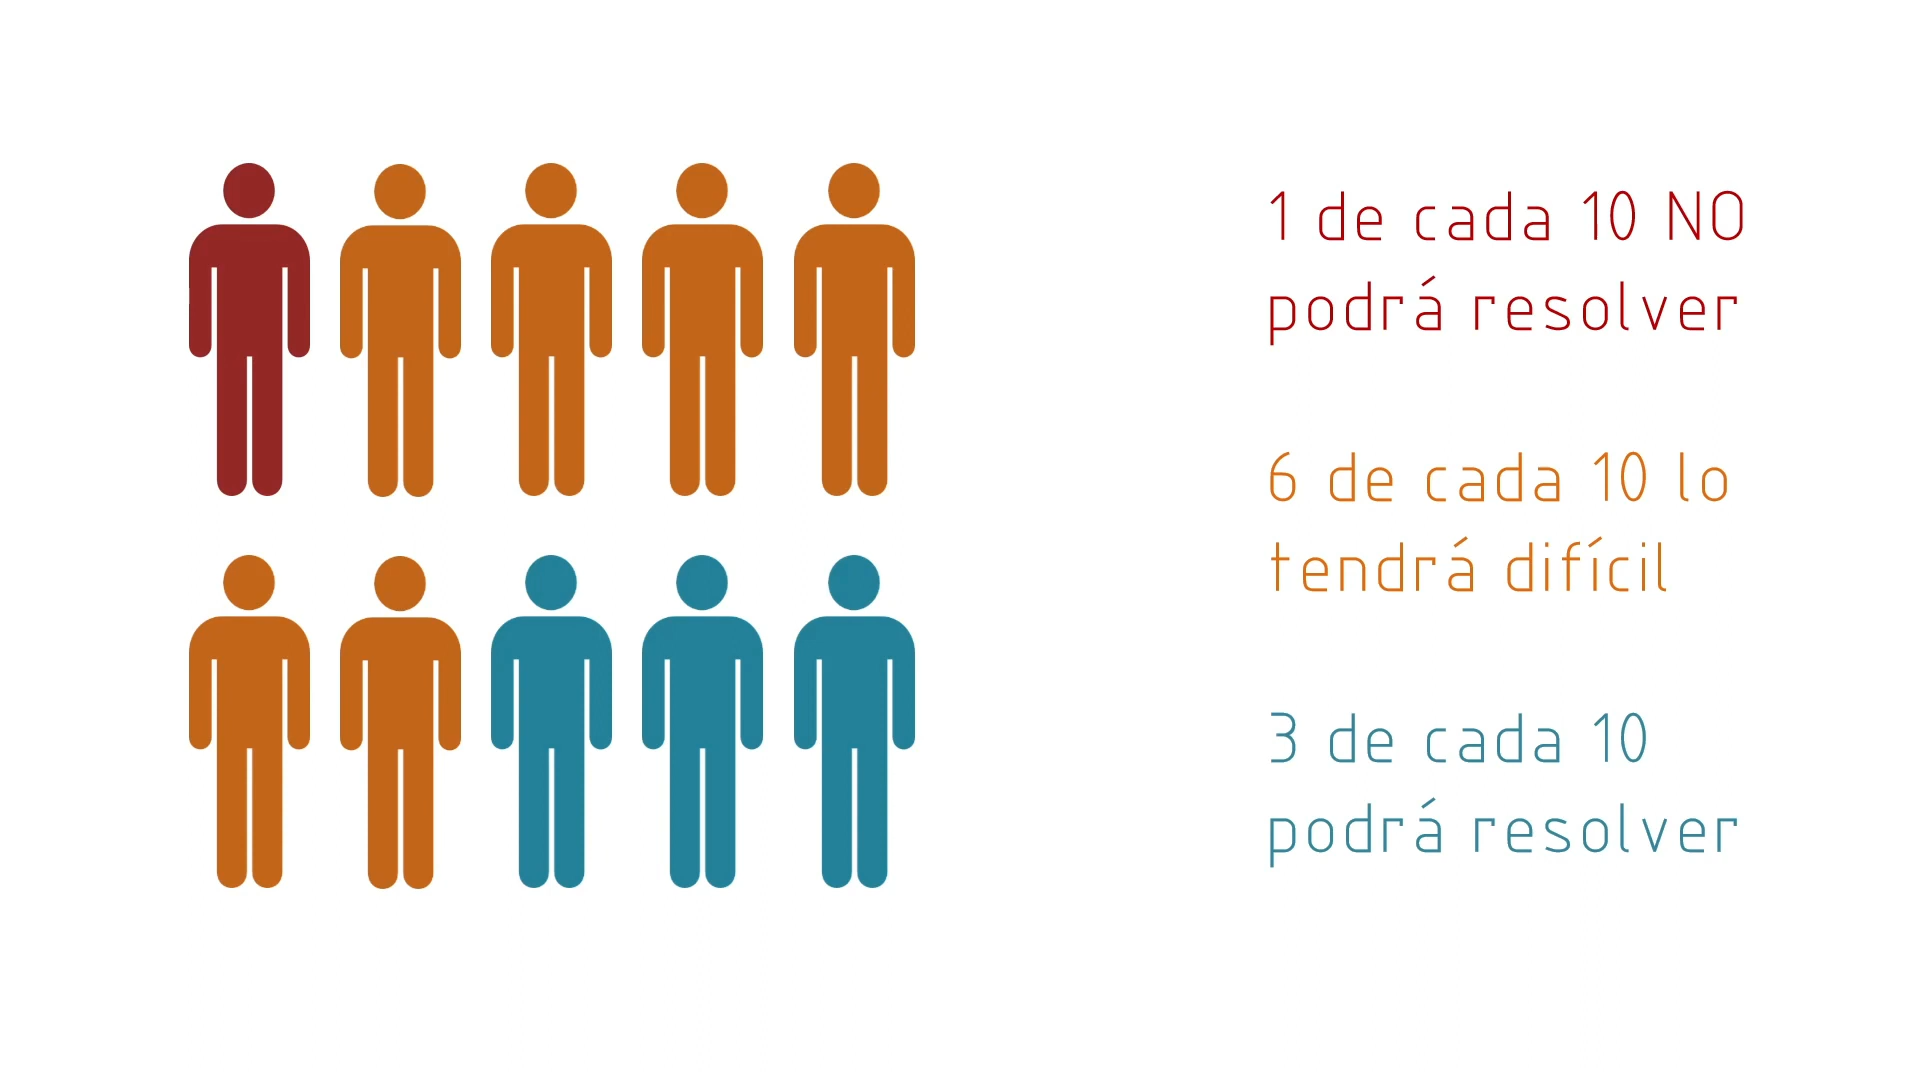 1 de cada 10 NO
podrá resolver
6 de cada 10 lo
tendrá difícil
3 de cada 10
podrá resolver